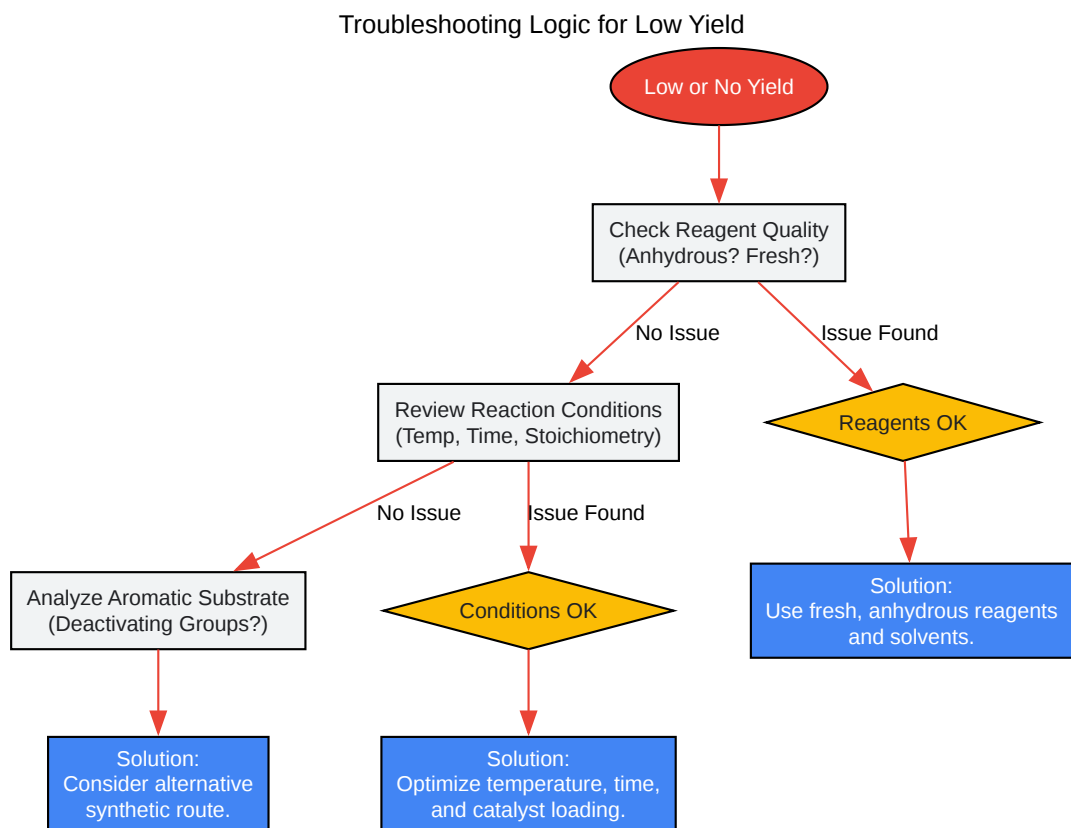 Troubleshooting Logic for Low Yield
Low or No Yield
Check Reagent Quality
(Anhydrous? Fresh?)
No Issue
Issue Found
Review Reaction Conditions
(Temp, Time, Stoichiometry)
Reagents OK
No Issue
Issue Found
Analyze Aromatic Substrate
(Deactivating Groups?)
Conditions OK
Solution:
Use fresh, anhydrous reagents
and solvents.
Solution:
Consider alternative
synthetic route.
Solution:
Optimize temperature, time,
and catalyst loading.